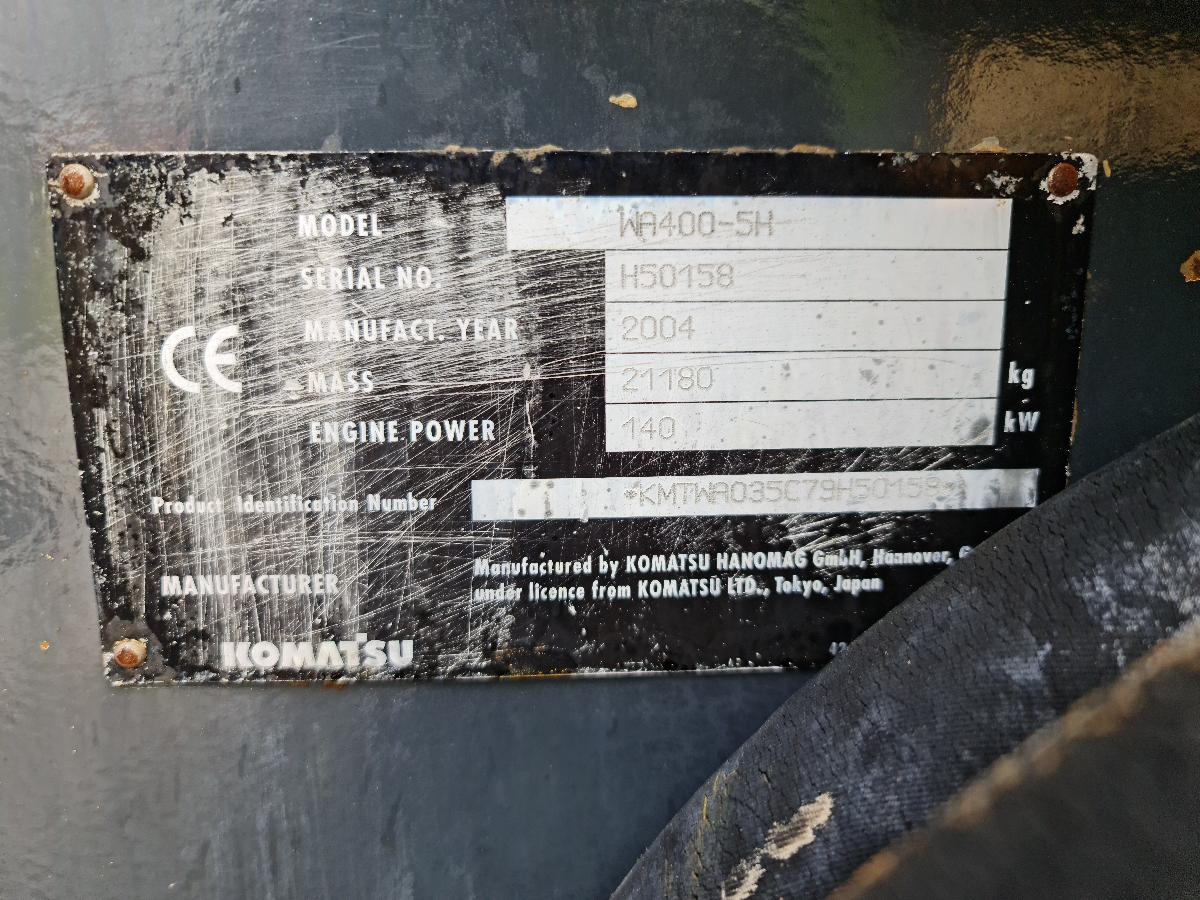 MODEL WA400-5H
SERIAL NO. H50158
MANUFACT. YEAR 2004
CE
MASS 21180 kg
ENGINE POWER 140 kW
Product Identification Number *KMTWA035C79H50158*
MANUFACTURER
Manufactured by KOMATSU HANOMAG GmbH, Hannover,
under licence from KOMATSU LTD., Tokyo, Japan
KOMATSU